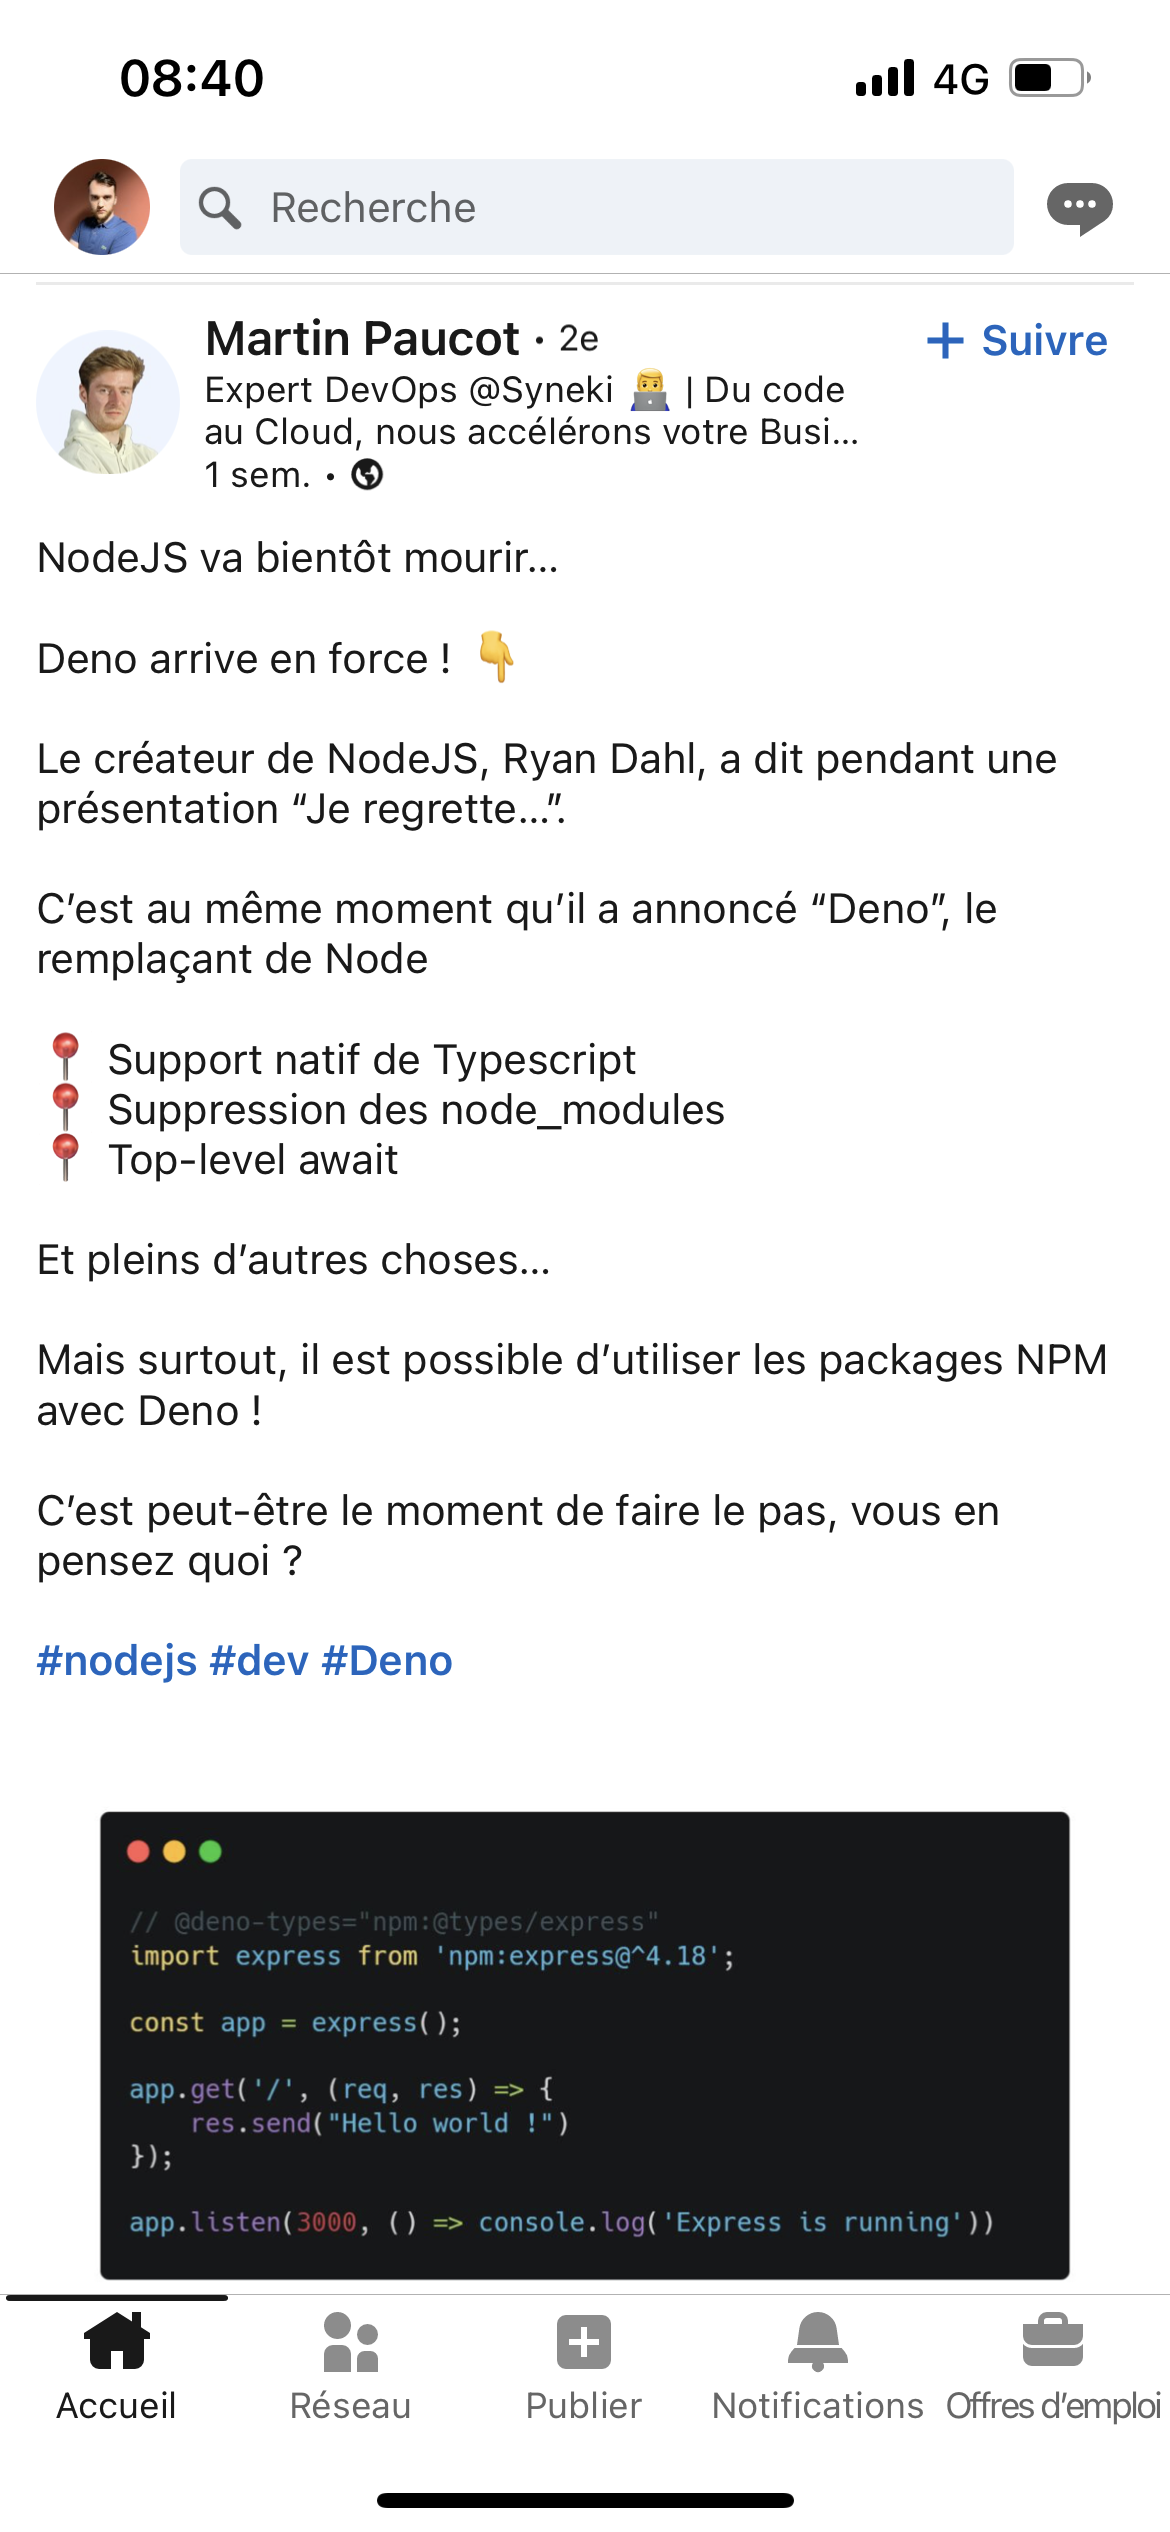 08:40
4G
Recherche
Martin Paucot • 2e
+ Suivre
Expert DevOps @Syneki 👨‍💻 | Du code
au Cloud, nous accélérons votre Busi...
1 sem. •
NodeJS va bientôt mourir...
Deno arrive en force ! 👇
Le créateur de NodeJS, Ryan Dahl, a dit pendant une
présentation “Je regrette...”.
C’est au même moment qu’il a annoncé “Deno”, le
remplaçant de Node
📍 Support natif de Typescript
📍 Suppression des node_modules
📍 Top-level await
Et pleins d’autres choses...
Mais surtout, il est possible d’utiliser les packages NPM
avec Deno !
C’est peut-être le moment de faire le pas, vous en
pensez quoi ?
#nodejs #dev #Deno
// @deno-types="npm:@types/express"
import express from 'npm:express@^4.18';
const app = express();
app.get('/', (req, res) => {
    res.send("Hello world !")
});
app.listen(3000, () => console.log('Express is running'))
Accueil
Réseau
Publier
Notifications
Offres d’emploi